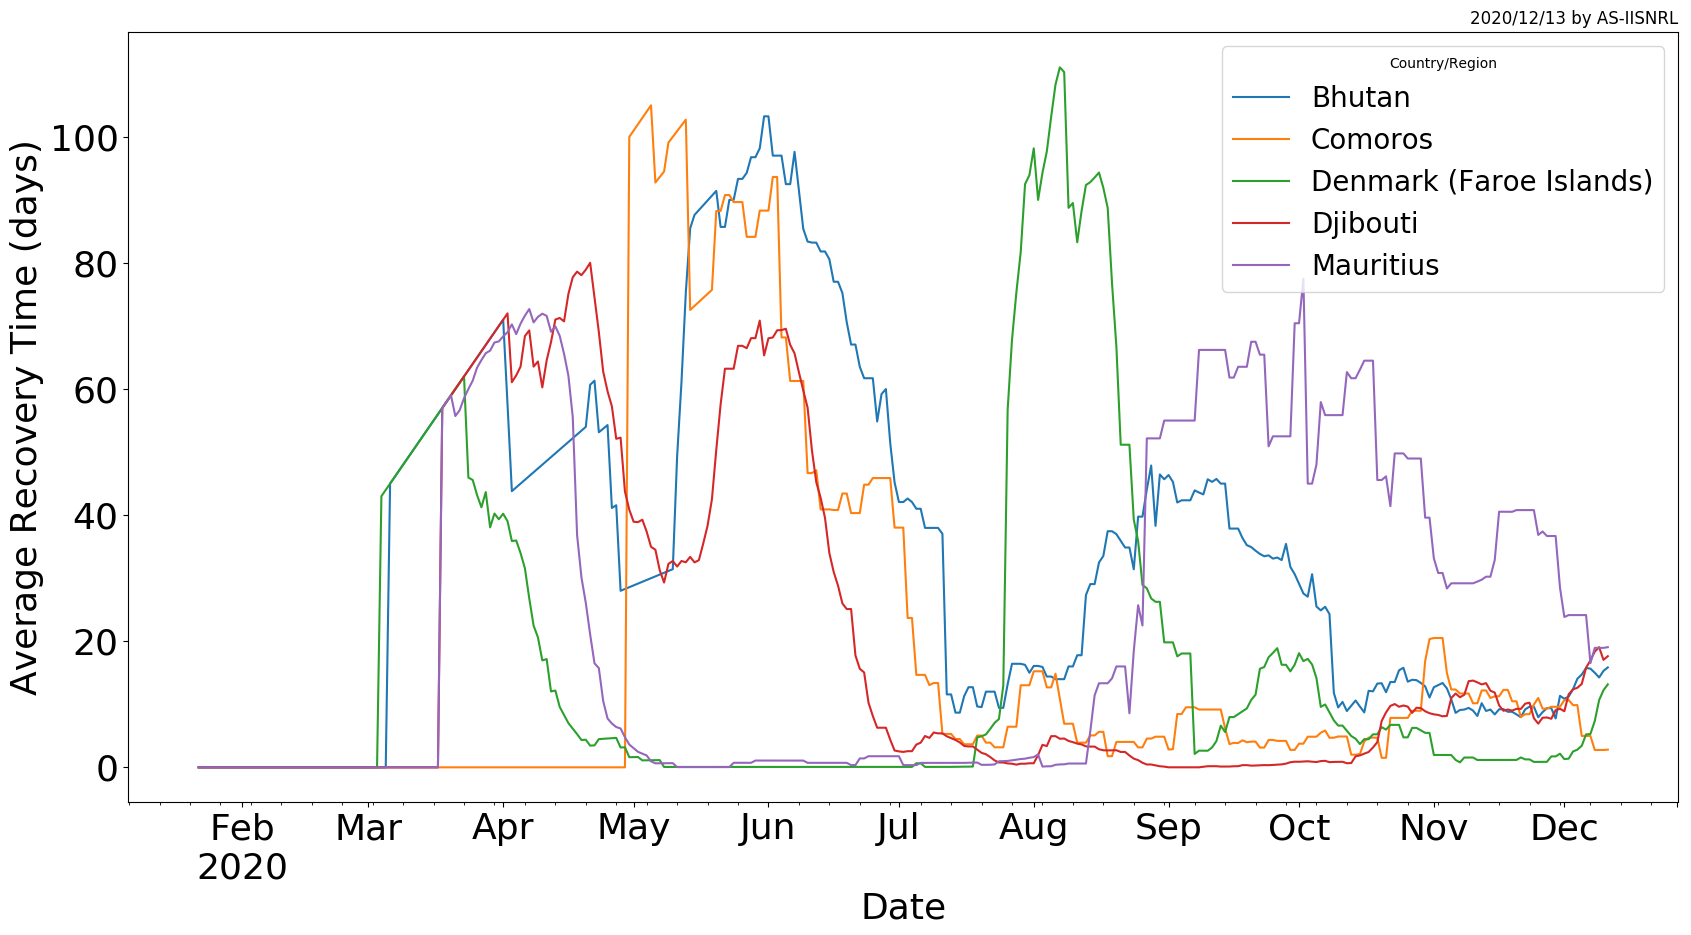 2020/12/13 by AS-IISNRL
Country/Region
Bhutan
Comoros
Denmark (Faroe Islands)
Djibouti
Mauritius
Average Recovery Time (days)
100
80
60
40
20
0
Feb Mar Apr May Jun Jul Aug Sep Oct Nov Dec
2020
Date